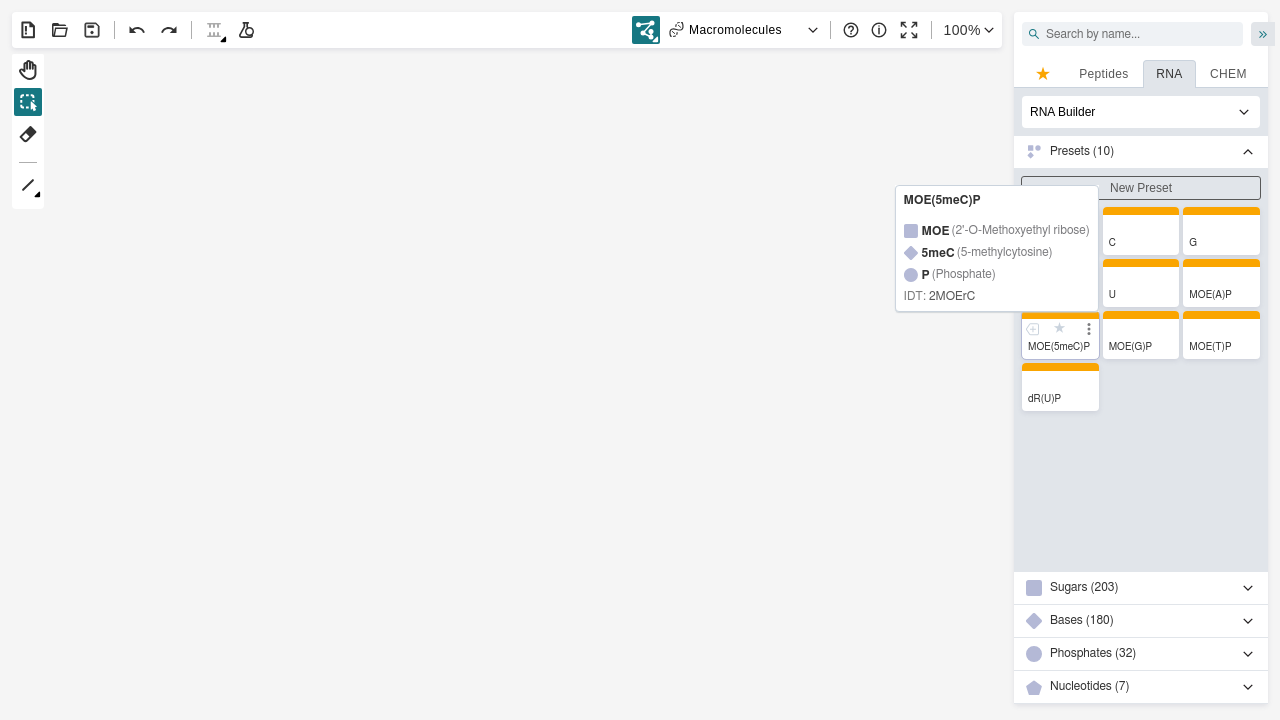 Macromolecules
100%
Search by name...
Peptides
RNA
CHEM
RNA Builder
Presets (10)
New Preset
MOE(5meC)P
MOE (2'-O-Methoxyethyl ribose)
5meC (5-methylcytosine)
P (Phosphate)
IDT: 2MOErC
C
G
U
MOE(A)P
MOE(5meC)P
MOE(G)P
MOE(T)P
dR(U)P
Sugars (203)
Bases (180)
Phosphates (32)
Nucleotides (7)